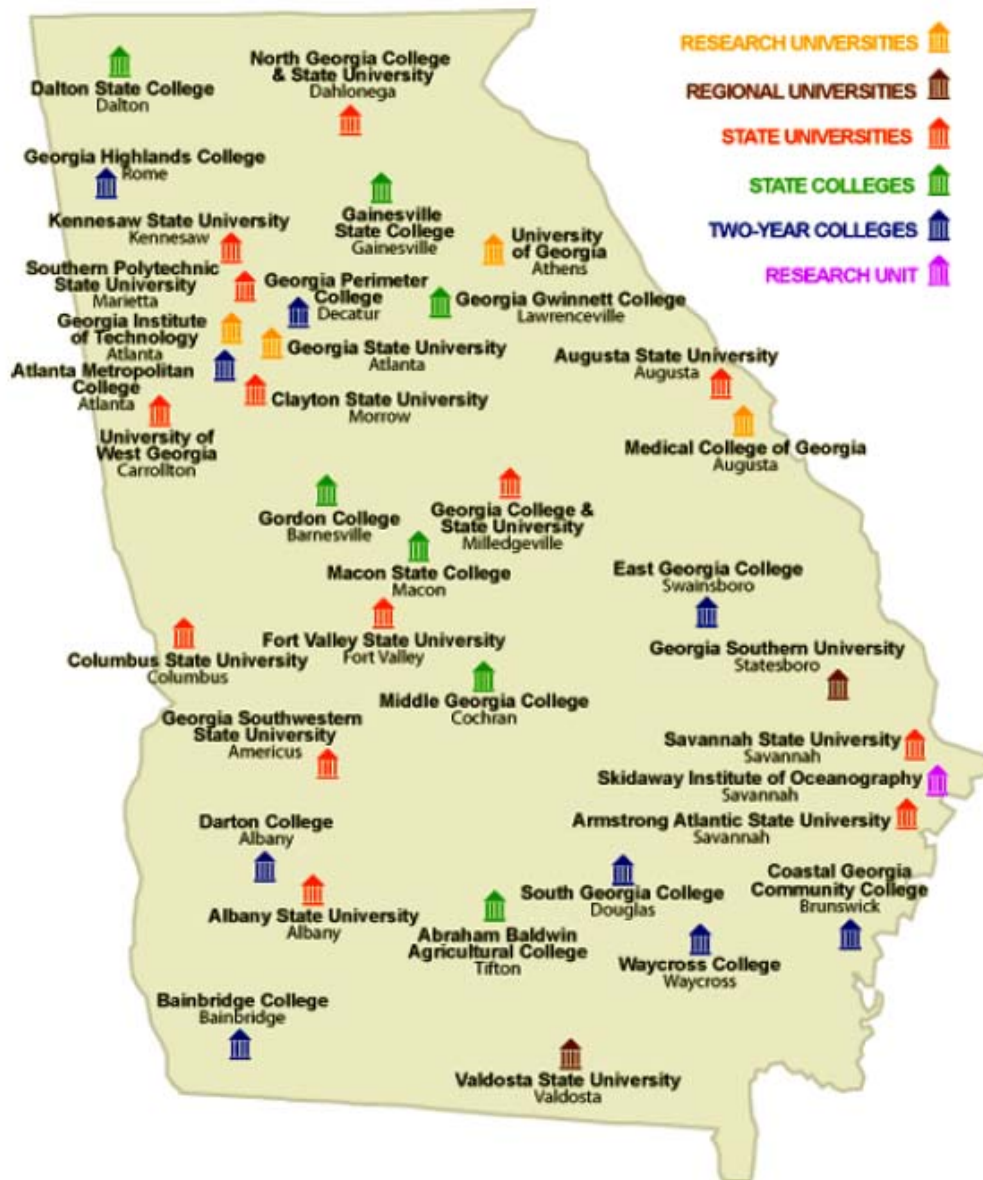 RESEARCH UNIVERSITIES
REGIONAL UNIVERSITIES
STATE UNIVERSITIES
STATE COLLEGES
TWO-YEAR COLLEGES
RESEARCH UNIT
Dalton State College
Dalton
North Georgia College
& State University
Dahlonega
Georgia Highlands College
Rome
Gainesville
State College
Gainesville
Kennesaw State University
Kennesaw
University
of Georgia
Athens
Southern Polytechnic
State University
Marietta
Georgia Perimeter
College
Decatur
Georgia Gwinnett College
Lawrenceville
Georgia Institute
of Technology
Atlanta
Georgia State University
Atlanta
Augusta State University
Augusta
Atlanta Metropolitan
College
Atlanta
Clayton State University
Morrow
University of
West Georgia
Carrollton
Medical College of Georgia
Augusta
Gordon College
Barnesville
Georgia College &
State University
Milledgeville
Macon State College
Macon
East Georgia College
Swainsboro
Fort Valley State University
Fort Valley
Columbus State University
Columbus
Georgia Southern University
Statesboro
Middle Georgia College
Cochran
Georgia Southwestern
State University
Americus
Savannah State University
Savannah
Skidaway Institute of Oceanography
Savannah
Armstrong Atlantic State University
Savannah
Darton College
Albany
Albany State University
Albany
South Georgia College
Douglas
Coastal Georgia
Community College
Brunswick
Abraham Baldwin
Agricultural College
Tifton
Waycross College
Waycross
Bainbridge College
Bainbridge
Valdosta State University
Valdosta